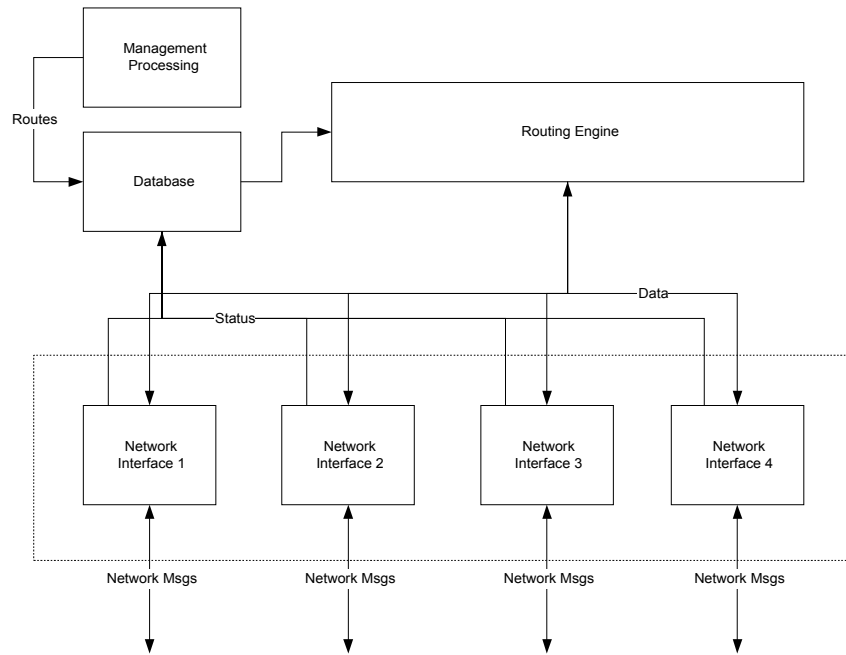 Management
Processing
Routes
Routing Engine
Database
Data
Status
Network
Interface 1
Network
Interface 2
Network
Interface 3
Network
Interface 4
Network Msgs
Network Msgs
Network Msgs
Network Msgs